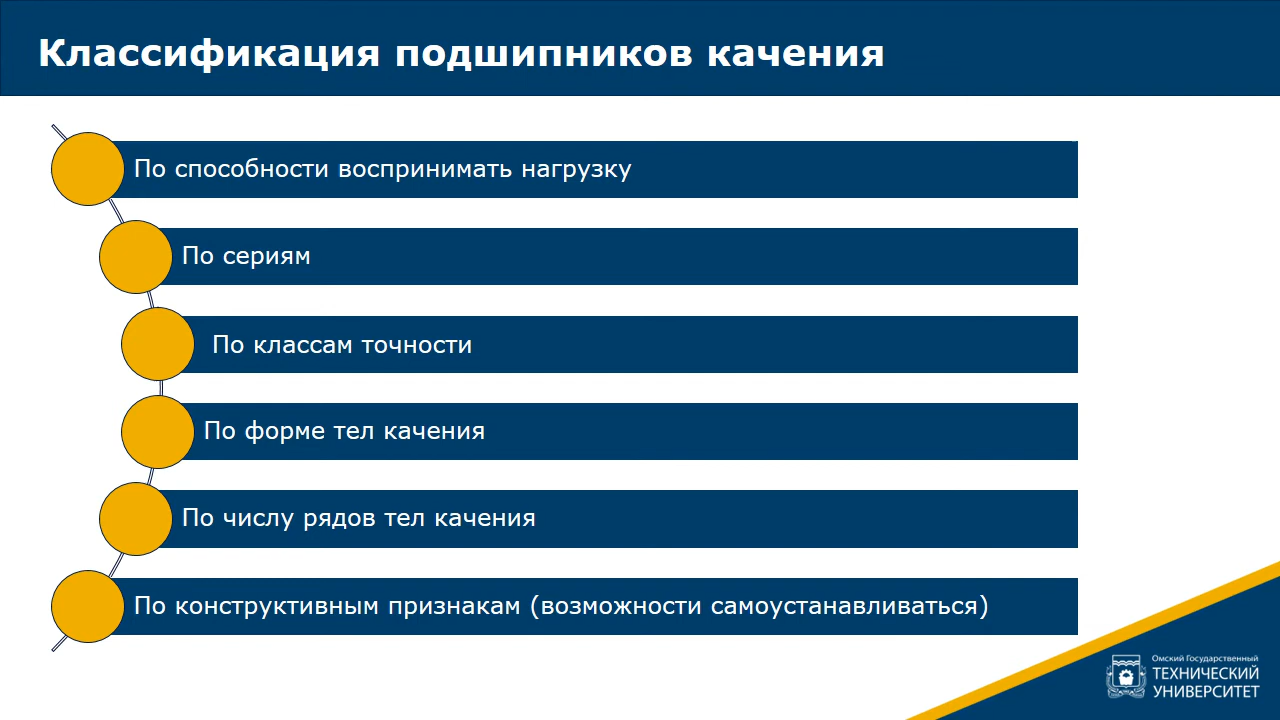 Классификация подшипников качения
По способности воспринимать нагрузку
По сериям
По классам точности
По форме тел качения
По числу рядов тел качения
По конструктивным признакам (возможности самоустанавливаться)
Омский Государственный
ТЕХНИЧЕСКИЙ
УНИВЕРСИТЕТ